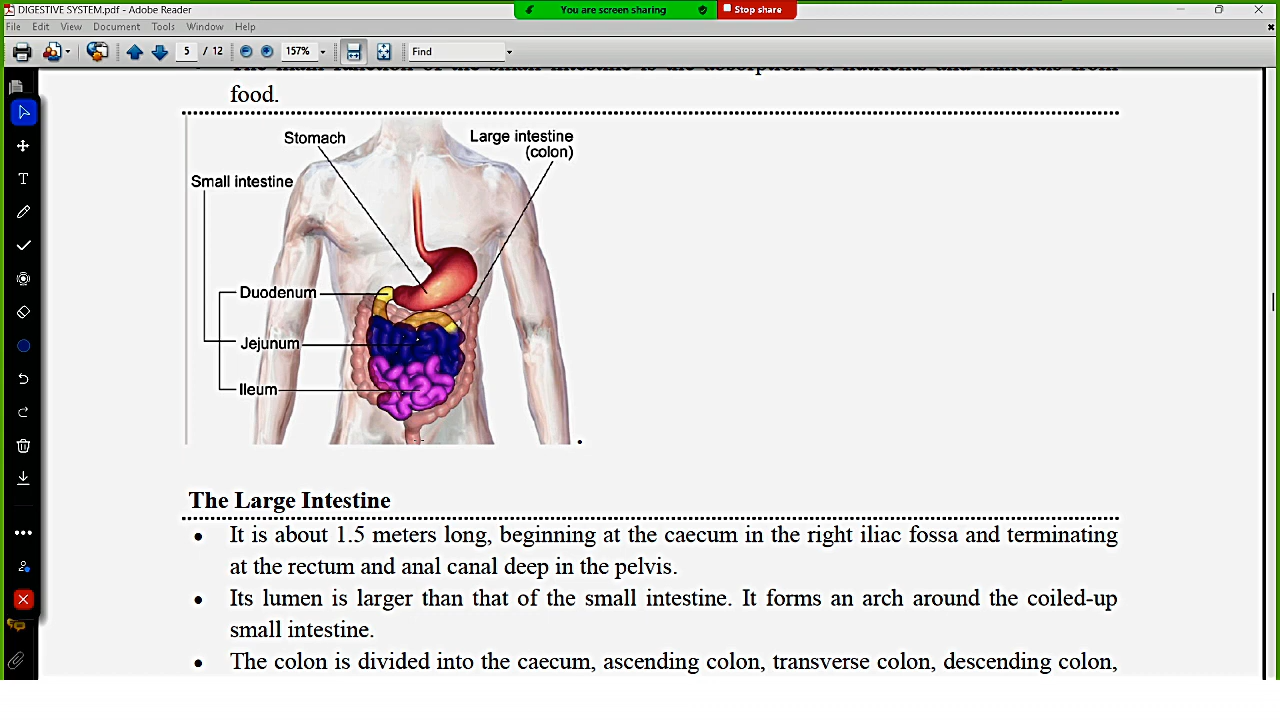 DIGESTIVE SYSTEM.pdf - Adobe Reader
You are screen sharing
Stop share
File Edit View Document Tools Window Help
5 / 12
157%
Find
food.
Stomach
Large intestine
(colon)
Small intestine
Duodenum
Jejunum
Ileum
The Large Intestine
• It is about 1.5 meters long, beginning at the caecum in the right iliac fossa and terminating
at the rectum and anal canal deep in the pelvis.
• Its lumen is larger than that of the small intestine. It forms an arch around the coiled-up
small intestine.
• The colon is divided into the caecum, ascending colon, transverse colon, descending colon,